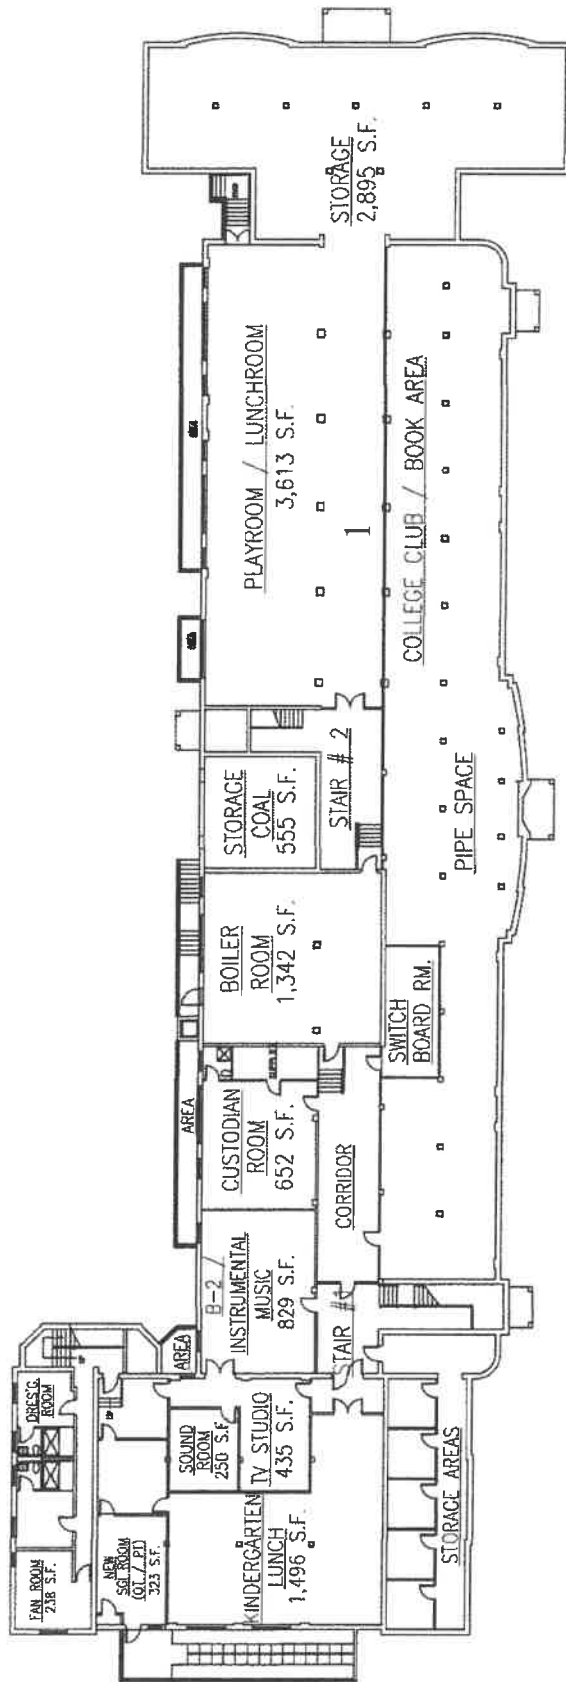 STORAGE
2,895 S.F.
PLAYROOM / LUNCHROOM
3,613 S.F.
1
COLLEGE CLUB / BOOK AREA
STAIR # 2
PIPE SPACE
STORAGE
COAL
555 S.F.
BOILER
ROOM
1,342 S.F.
SWITCH
BOARD RM.
AREA
CUSTODIAN
ROOM
652 S.F.
CORRIDOR
B-2 /
INSTRUMENTAL
MUSIC
829 S.F.
STAIR #
AREA
DRES'G.
ROOM
SOUND
ROOM
250 S.F.
TV STUDIO
435 S.F.
STORAGE AREAS
KINDERGARTEN
LUNCH
1,496 S.F.
NEW
SGI ROOM
(OT / PT)
323 S.F.
FAN ROOM
238 S.F.